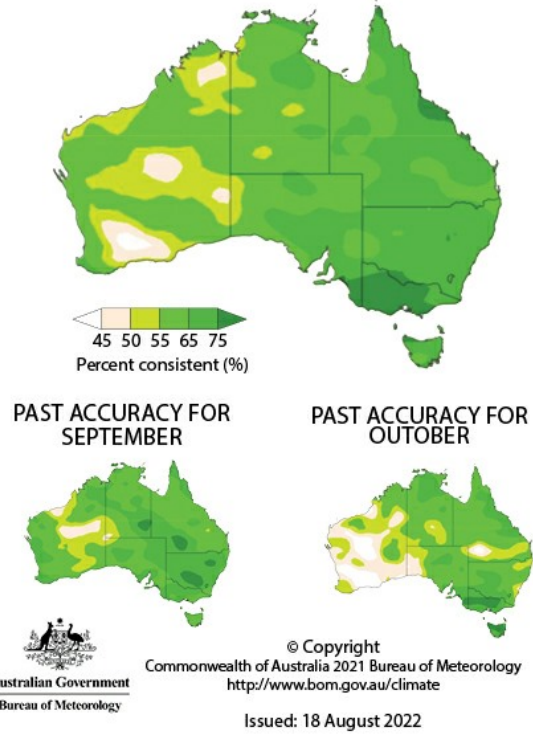 45 50 55 65 75
Percent consistent (%)
PAST ACCURACY FOR
SEPTEMBER
PAST ACCURACY FOR
OUTOBER
ustralian Government
Bureau of Meteorology
© Copyright
Commonwealth of Australia 2021 Bureau of Meteorology
http://www.bom.gov.au/climate
Issued: 18 August 2022